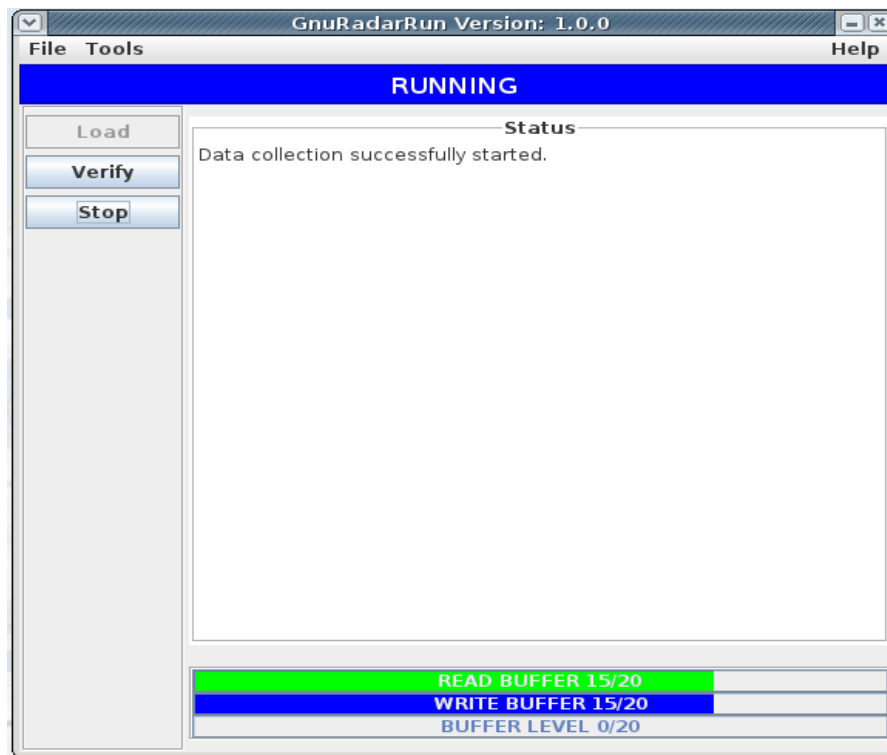 GnuRadarRun Version: 1.0.0
File Tools Help
RUNNING
Load
Verify
Stop
Status
Data collection successfully started.
READ BUFFER 15/20
WRITE BUFFER 15/20
BUFFER LEVEL 0/20